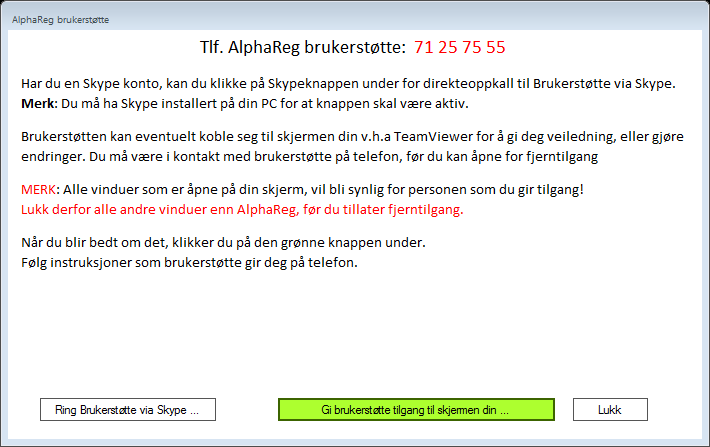 AlphaReg brukerstøtte
Tlf. AlphaReg brukerstøtte: 71 25 75 55
Har du en Skype konto, kan du klikke på Skypeknappen under for direkteoppkall til Brukerstøtte via Skype.
Merk: Du må ha Skype installert på din PC for at knappen skal være aktiv.
Brukerstøtten kan eventuelt koble seg til skjermen din v.h.a TeamViewer for å gi deg veiledning, eller gjøre
endringer. Du må være i kontakt med brukerstøtte på telefon, før du kan åpne for fjerntilgang
MERK: Alle vinduer som er åpne på din skjerm, vil bli synlig for personen som du gir tilgang!
Lukk derfor alle andre vinduer enn AlphaReg, før du tillater fjerntilgang.
Når du blir bedt om det, klikker du på den grønne knappen under.
Følg instruksjoner som brukerstøtte gir deg på telefon.
Ring Brukerstøtte via Skype ...
Gi brukerstøtte tilgang til skjermen din ...
Lukk